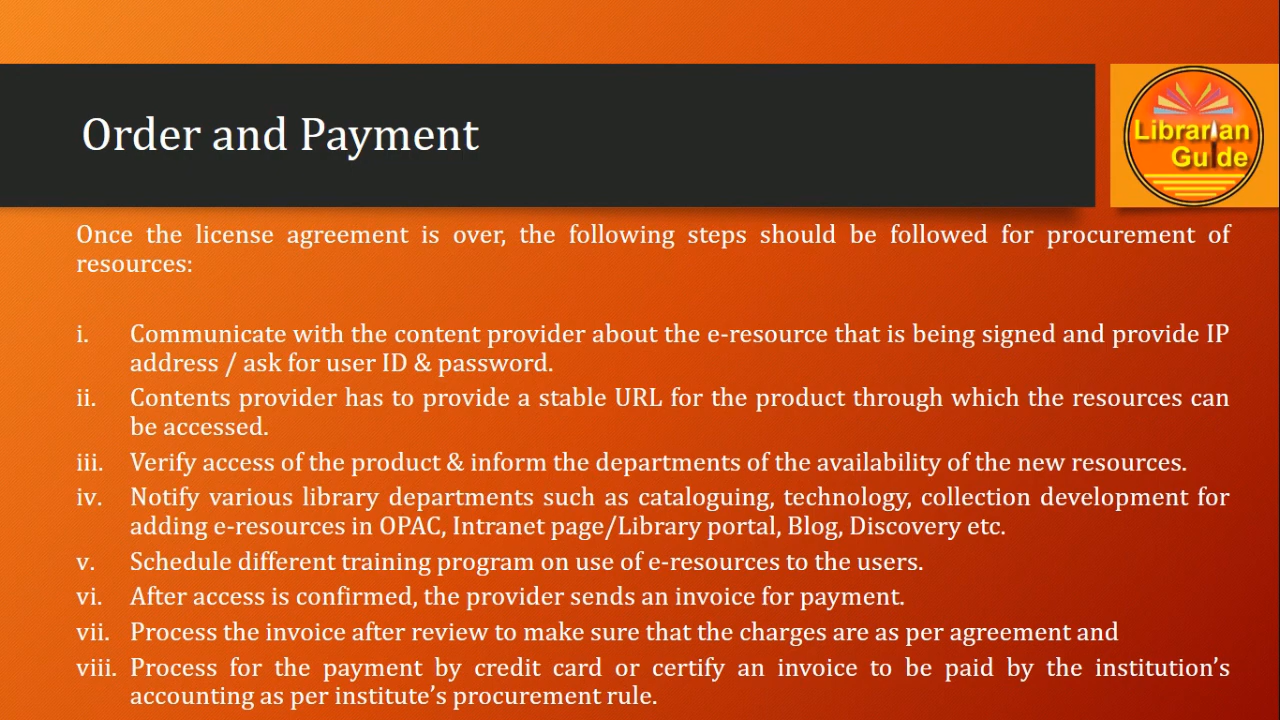 Order and Payment
Librarian
Guide
Once the license agreement is over, the following steps should be followed for procurement of
resources:
i. Communicate with the content provider about the e-resource that is being signed and provide IP
address / ask for user ID & password.
ii. Contents provider has to provide a stable URL for the product through which the resources can
be accessed.
iii. Verify access of the product & inform the departments of the availability of the new resources.
iv. Notify various library departments such as cataloguing, technology, collection development for
adding e-resources in OPAC, Intranet page/Library portal, Blog, Discovery etc.
v. Schedule different training program on use of e-resources to the users.
vi. After access is confirmed, the provider sends an invoice for payment.
vii. Process the invoice after review to make sure that the charges are as per agreement and
viii. Process for the payment by credit card or certify an invoice to be paid by the institution’s
accounting as per institute’s procurement rule.